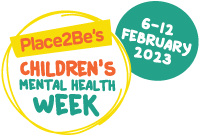 Place2Be's
CHILDREN'S
MENTAL HEALTH
WEEK
6-12
FEBRUARY
2023